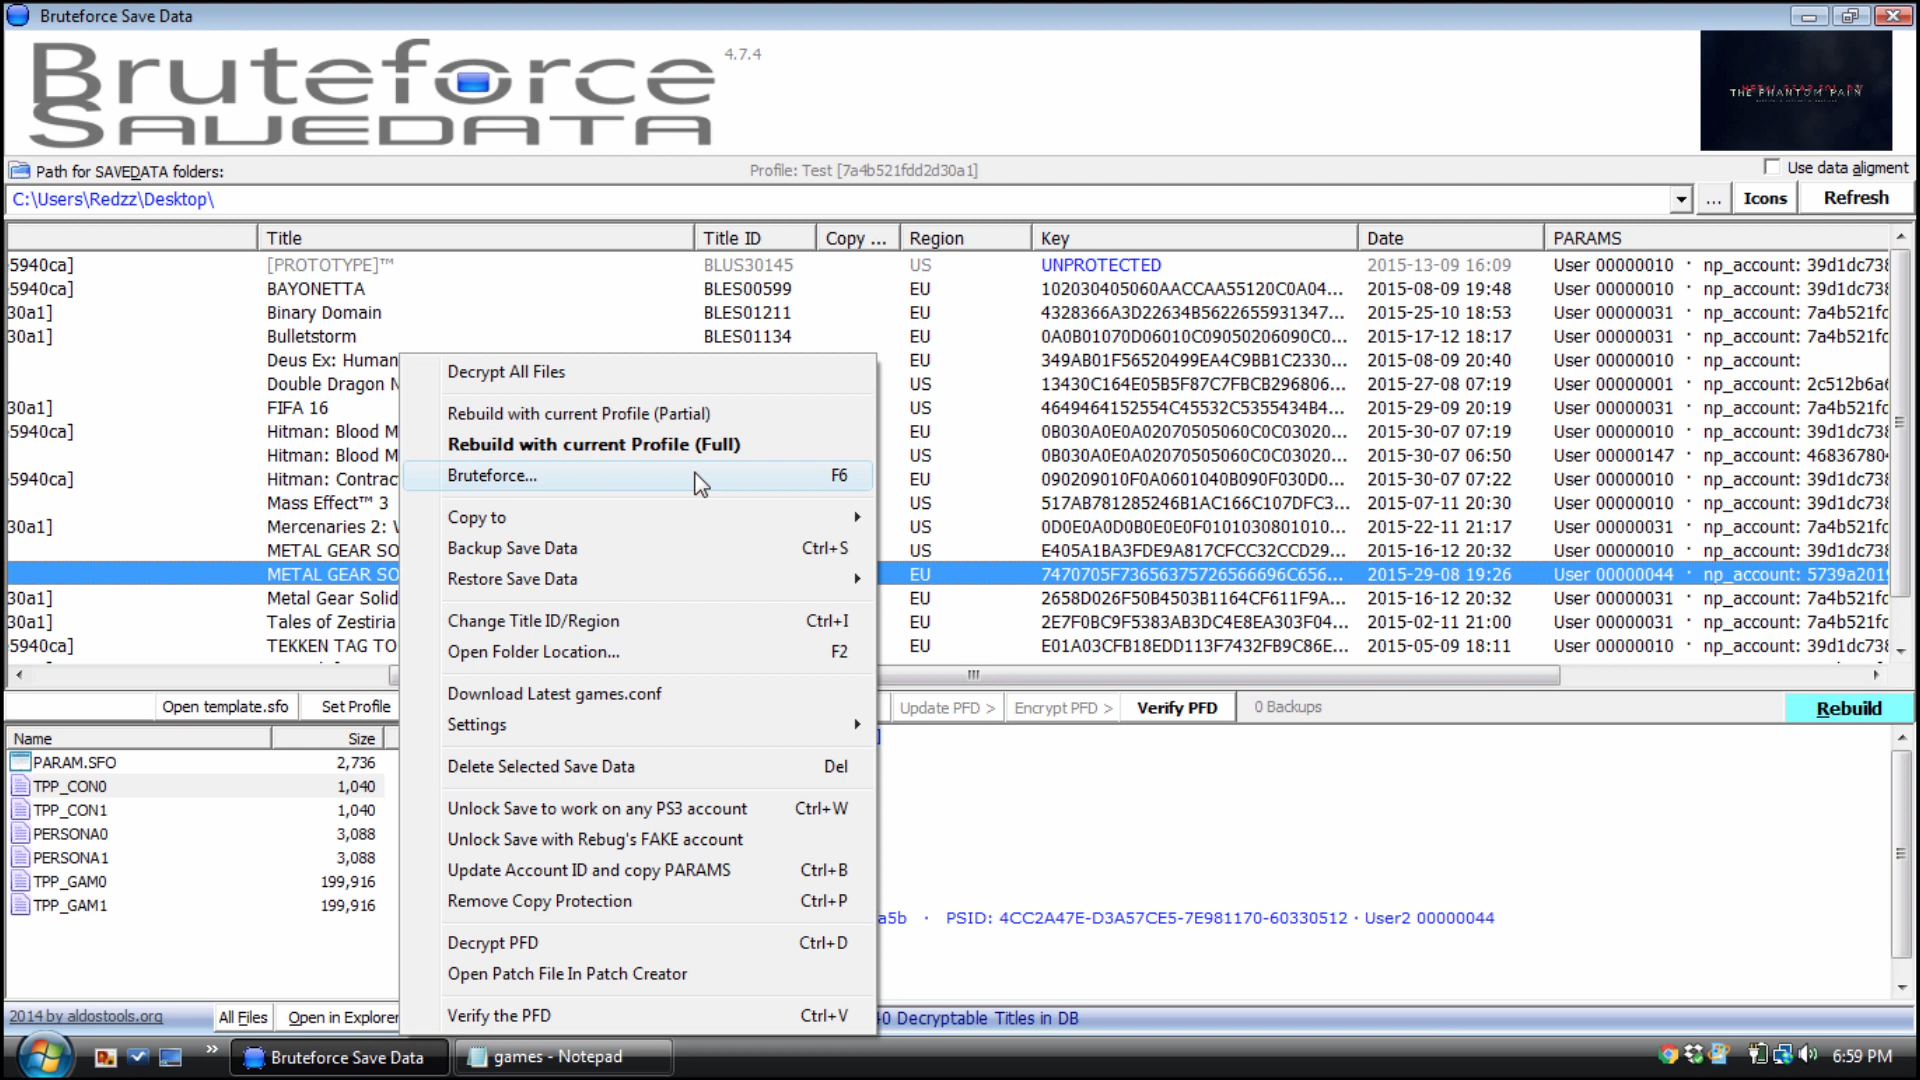 Bruteforce Save Data
Bruteforce
SAVEDATA
4.7.4
THE PHANTOM PAIN
Path for SAVEDATA folders:
Profile: Test [7a4b521fdd2d30a1]
Use data aligment
C:\Users\Redzz\Desktop\
...
Icons
Refresh
Title Title ID Copy ... Region Key Date PARAMS
5940ca] [PROTOTYPE]™ BLUS30145 US UNPROTECTED 2015-13-09 16:09 User 00000010 · np_account: 39d1dc738
5940ca] BAYONETTA BLES00599 EU 102030405060AACCAA55120C0A04... 2015-08-09 19:48 User 00000010 · np_account: 39d1dc738
30a1] Binary Domain BLES01211 EU 4328366A3D22634B5622655931347... 2015-25-10 18:53 User 00000031 · np_account: 7a4b521fd
30a1] Bulletstorm BLES01134 EU 0A0B01070D06010C09050206090C0... 2015-17-12 18:17 User 00000031 · np_account: 7a4b521fd
Deus Ex: Human EU 349AB01F56520499EA4C9BB1C2330... 2015-08-09 20:40 User 00000010 · np_account:
Double Dragon N US 13430C164E05B5F87C7FBCB296806... 2015-27-08 07:19 User 00000001 · np_account: 2c512b6a6
30a1] FIFA 16 US 4649464152554C45532C5355434B4... 2015-29-09 20:19 User 00000031 · np_account: 7a4b521fd
5940ca] Hitman: Blood M US 0B030A0E0A02070505060C0C03020... 2015-30-07 07:19 User 00000010 · np_account: 39d1dc738
Hitman: Blood M US 0B030A0E0A02070505060C0C03020... 2015-30-07 06:50 User 00000147 · np_account: 468367804
5940ca] Hitman: Contrac EU 090209010F0A0601040B090F030D0... 2015-30-07 07:22 User 00000010 · np_account: 39d1dc738
Mass Effect™ 3 US 517AB781285246B1AC166C107DFC3... 2015-07-11 20:30 User 00000010 · np_account: 39d1dc738
30a1] Mercenaries 2: US 0D0E0A0D0B0E0E0F0101030801010... 2015-22-11 21:17 User 00000031 · np_account: 7a4b521fd
METAL GEAR SO US E405A1BA3FDE9A817CFCC32CCD29... 2015-16-12 20:32 User 00000010 · np_account: 39d1dc738
METAL GEAR SO EU 7470705F73656375726566696C656... 2015-29-08 19:26 User 00000044 · np_account: 5739a2019
30a1] Metal Gear Solid EU 2658D026F50B4503B1164CF611F9A... 2015-16-12 20:32 User 00000031 · np_account: 7a4b521fd
30a1] Tales of Zestiria EU 2E7F0BC9F5383AB3DC4E8EA303F04... 2015-02-11 21:00 User 00000031 · np_account: 7a4b521fd
5940ca] TEKKEN TAG TO EU E01A03CFB18EDD113F7432FB9C86E... 2015-05-09 18:11 User 00000010 · np_account: 39d1dc738
Decrypt All Files
Rebuild with current Profile (Partial)
Rebuild with current Profile (Full)
Bruteforce... F6
Copy to
Backup Save Data Ctrl+S
Restore Save Data
Change Title ID/Region Ctrl+I
Open Folder Location... F2
Download Latest games.conf
Settings
Delete Selected Save Data Del
Unlock Save to work on any PS3 account Ctrl+W
Unlock Save with Rebug's FAKE account
Update Account ID and copy PARAMS Ctrl+B
Remove Copy Protection Ctrl+P
Decrypt PFD Ctrl+D
Open Patch File In Patch Creator
Verify the PFD Ctrl+V
Open template.sfo Set Profile Update PFD > Encrypt PFD > Verify PFD 0 Backups Rebuild
Name Size
PARAM.SFO 2,736
TPP_CON0 1,040
TPP_CON1 1,040
PERSONA0 3,088
PERSONA1 3,088
TPP_GAM0 199,916
TPP_GAM1 199,916
]
a5b · PSID: 4CC2A47E-D3A57CE5-7E981170-60330512 · User2 00000044
2014 by aldostools.org All Files Open in Explorer 0 Decryptable Titles in DB
» Bruteforce Save Data games - Notepad 6:59 PM